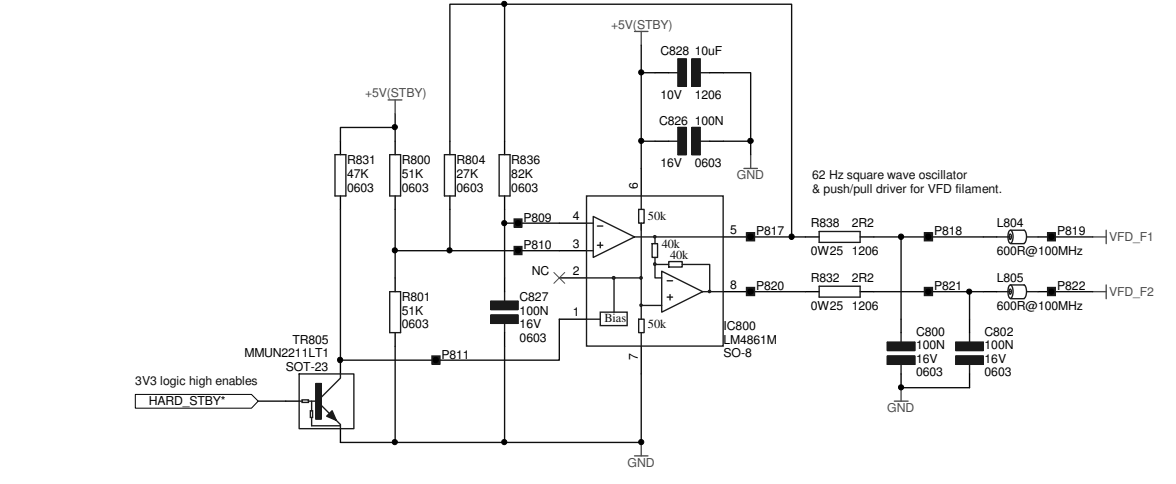 +5V(STBY)
C828 10uF
10V 1206
C826 100N
16V 0603
GND
+5V(STBY)
R831
47K
0603
R800
51K
0603
R804
27K
0603
R836
82K
0603
62 Hz square wave oscillator
& push/pull driver for VFD filament.
6
50k
P809 4
P810 3
NC 2
1
−
+
40k
40k
−
+
Bias
50k
7
5 P817
8 P820
IC800
LM4861M
SO-8
R838 2R2
0W25 1206
P818
L804
600R@100MHz
P819
VFD_F1
R832 2R2
0W25 1206
P821
L805
600R@100MHz
P822
VFD_F2
R801
51K
0603
C827
100N
16V
0603
C800
100N
16V
0603
C802
100N
16V
0603
GND
TR805
MMUN2211LT1
SOT-23
P811
3V3 logic high enables
HARD_STBY*
GND